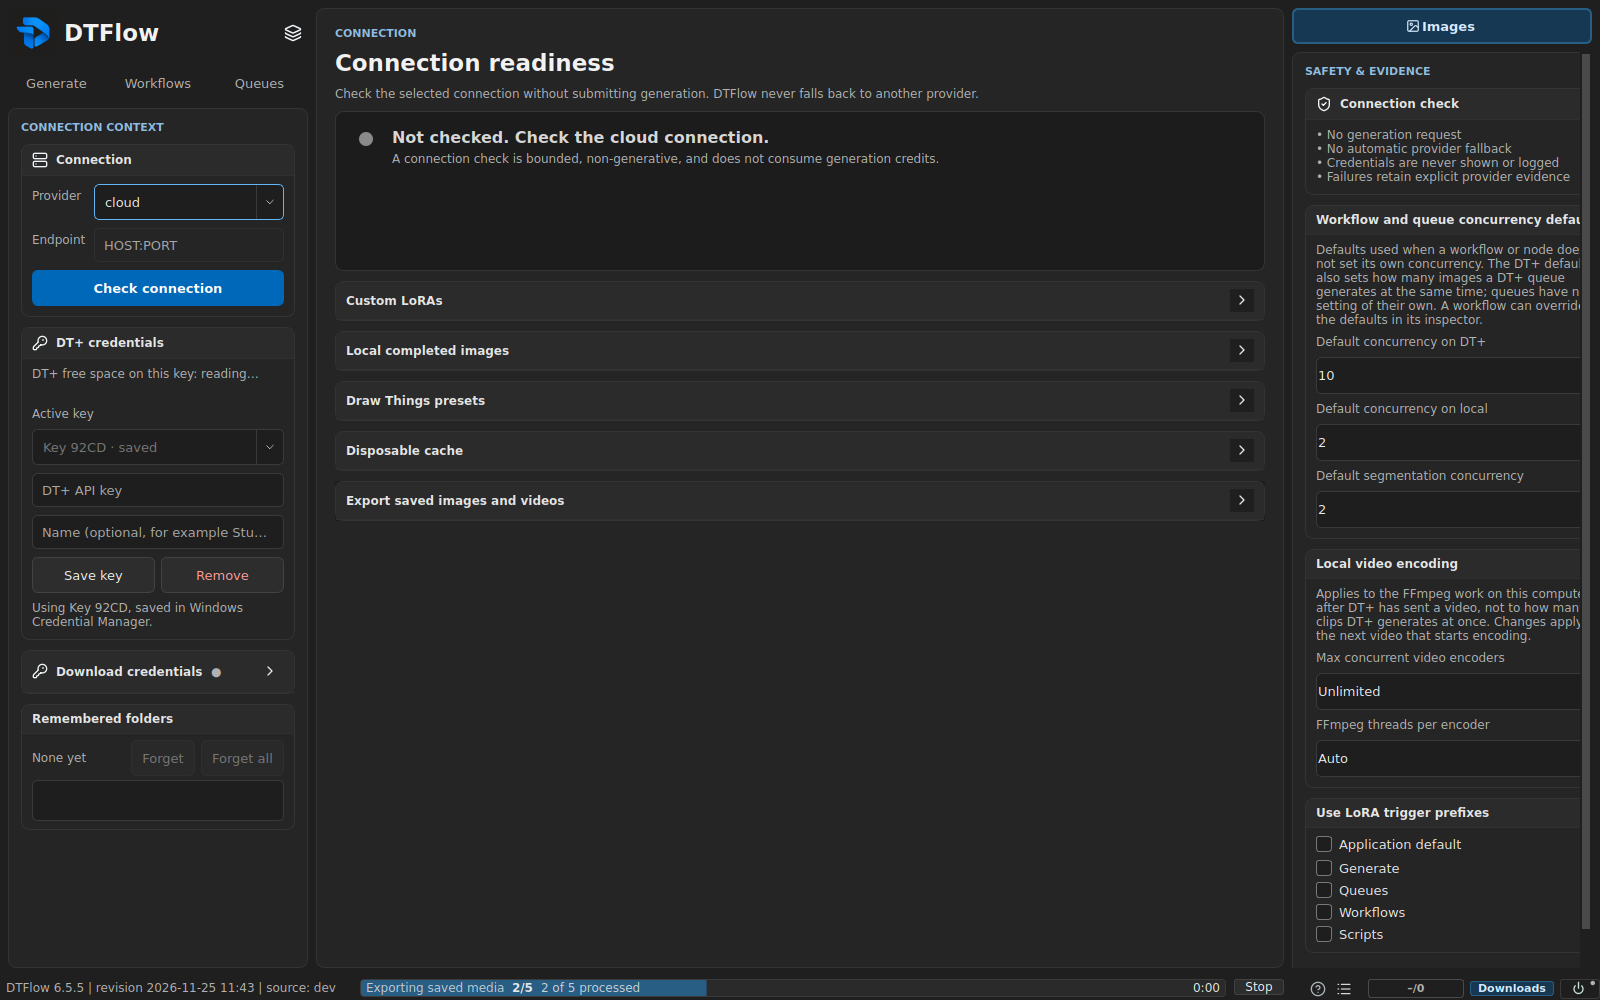 DTFlow
Generate
Workflows
Queues
CONNECTION CONTEXT
Connection
Provider
cloud
Endpoint
HOST:PORT
Check connection
DT+ credentials
DT+ free space on this key: reading…
Active key
Key 92CD · saved
DT+ API key
Name (optional, for example Stu…
Save key
Remove
Using Key 92CD, saved in Windows
Credential Manager.
Download credentials
Remembered folders
None yet
Forget
Forget all
CONNECTION
Connection readiness
Check the selected connection without submitting generation. DTFlow never falls back to another provider.
Not checked. Check the cloud connection.
A connection check is bounded, non-generative, and does not consume generation credits.
Custom LoRAs
Local completed images
Draw Things presets
Disposable cache
Export saved images and videos
Images
SAFETY & EVIDENCE
Connection check
• No generation request
• No automatic provider fallback
• Credentials are never shown or logged
• Failures retain explicit provider evidence
Workflow and queue concurrency defau
Defaults used when a workflow or node doe
not set its own concurrency. The DT+ defaul
also sets how many images a DT+ queue
generates at the same time; queues have n
setting of their own. A workflow can override
the defaults in its inspector.
Default concurrency on DT+
10
Default concurrency on local
2
Default segmentation concurrency
2
Local video encoding
Applies to the FFmpeg work on this compute
after DT+ has sent a video, not to how man
clips DT+ generates at once. Changes apply
the next video that starts encoding.
Max concurrent video encoders
Unlimited
FFmpeg threads per encoder
Auto
Use LoRA trigger prefixes
Application default
Generate
Queues
Workflows
Scripts
DTFlow 6.5.5 | revision 2026-11-25 11:43 | source: dev
Exporting saved media 2/5 2 of 5 processed
0:00
Stop
-/0
Downloads